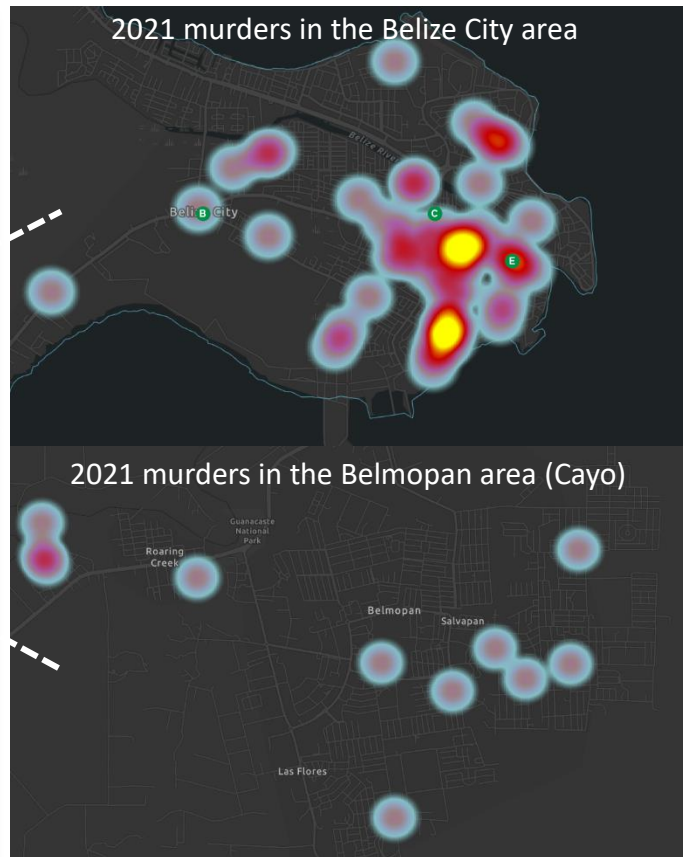 2021 murders in the Belize City area
Belize River
Belize City
B
C
E
2021 murders in the Belmopan area (Cayo)
Guanacaste
National
Park
Roaring
Creek
Belmopan
Salvapan
Las Flores